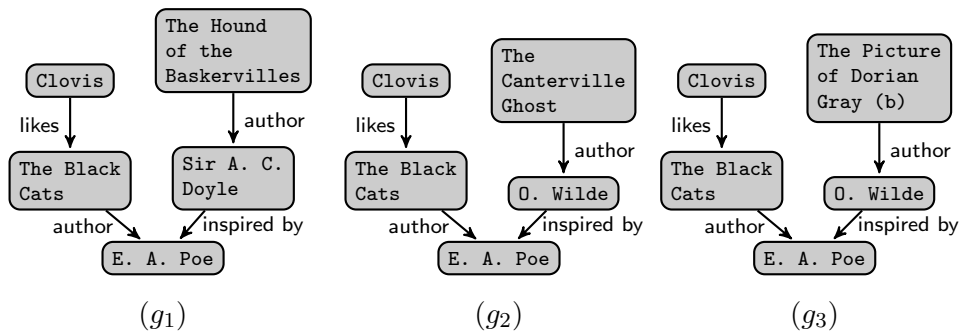 The Hound
of the
Baskervilles
Clovis
likes
author
The Black
Cats
Sir A. C.
Doyle
author
inspired by
E. A. Poe
(g1)
The
Canterville
Ghost
Clovis
likes
author
The Black
Cats
O. Wilde
author
inspired by
E. A. Poe
(g2)
The Picture
of Dorian
Gray (b)
Clovis
likes
author
The Black
Cats
O. Wilde
author
inspired by
E. A. Poe
(g3)